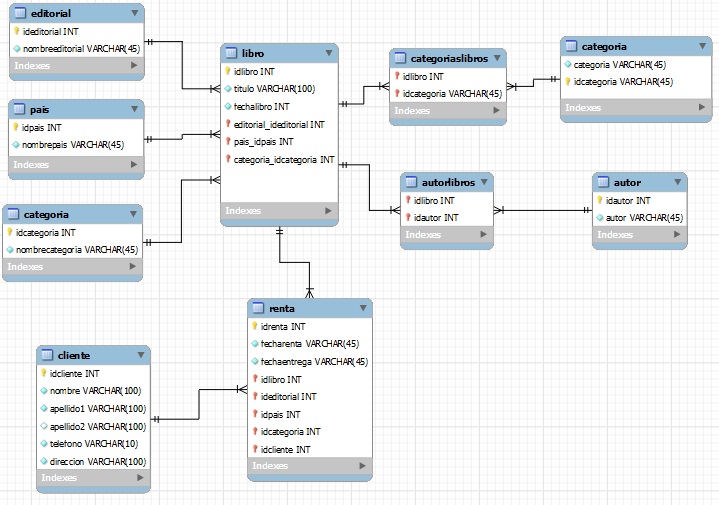 editorial
ideditorial INT
nombreeditorial VARCHAR(45)
Indexes
pais
idpais INT
nombrepais VARCHAR(45)
Indexes
categoria
idcategoria INT
nombrecategoria VARCHAR(45)
Indexes
libro
idlibro INT
titulo VARCHAR(100)
fechalibro INT
editorial_ideditorial INT
pais_idpais INT
categoria_idcategoria INT
Indexes
categoriaslibros
idlibro INT
idcategoria VARCHAR(45)
Indexes
categoria
categoria VARCHAR(45)
idcategoria VARCHAR(45)
Indexes
autorlibros
idlibro INT
idautor INT
Indexes
autor
idautor INT
autor VARCHAR(45)
Indexes
cliente
idcliente INT
nombre VARCHAR(100)
apellido1 VARCHAR(100)
apellido2 VARCHAR(100)
telefono VARCHAR(10)
direccion VARCHAR(100)
Indexes
renta
idrenta INT
fecharenta VARCHAR(45)
fechaentrega VARCHAR(45)
idlibro INT
ideditorial INT
idpais INT
idcategoria INT
idcliente INT
Indexes